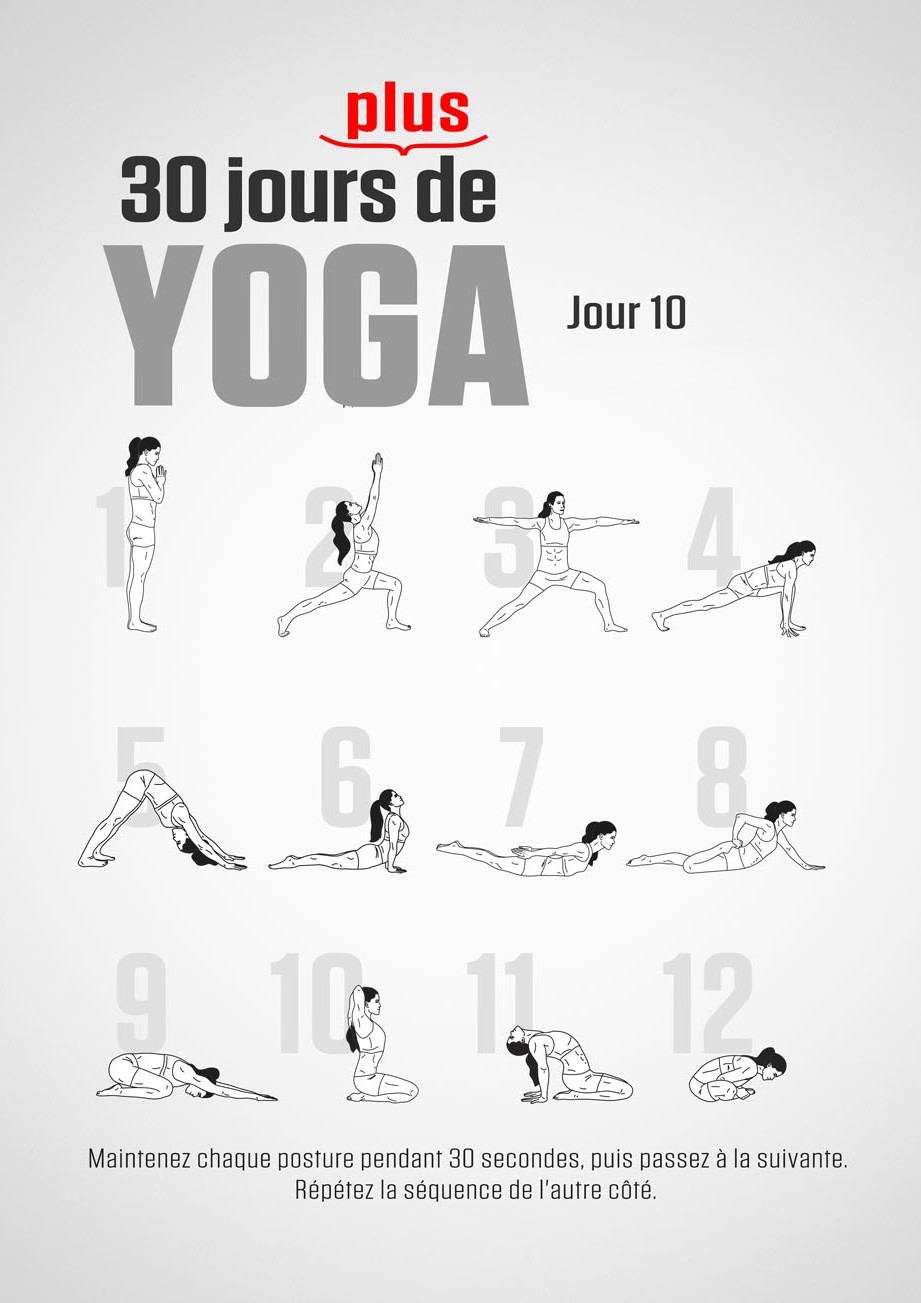 plus
30 jours de
YOGA
Jour 10
1
2
3
4
5
6
7
8
9
10
11
12
Maintenez chaque posture pendant 30 secondes, puis passez à la suivante.
Répétez la séquence de l'autre côté.